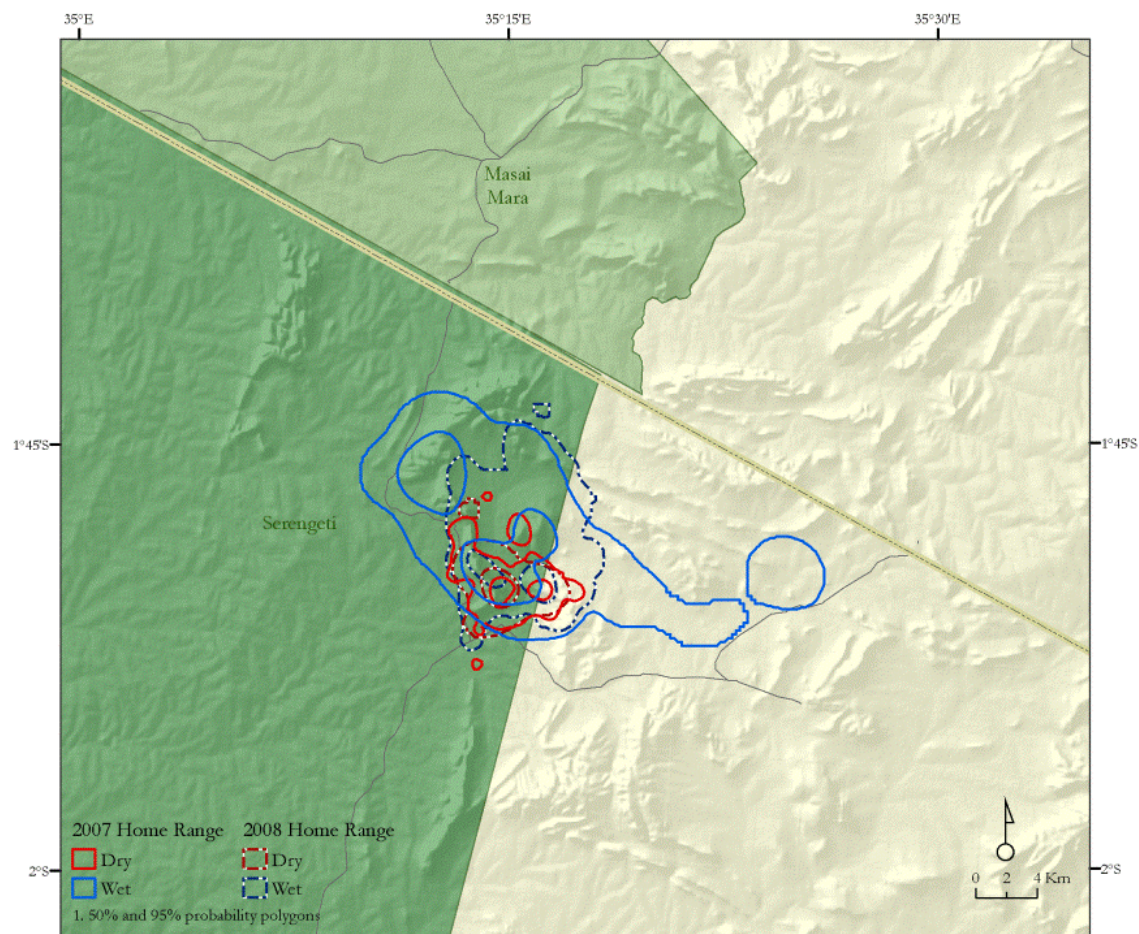 35°E 35°15'E 35°30'E
Masai
Mara
1°45'S 1°45'S
Serengeti
2007 Home Range 2008 Home Range
Dry Dry
Wet Wet
2°S 2°S
0 2 4 Km
1. 50% and 95% probability polygons